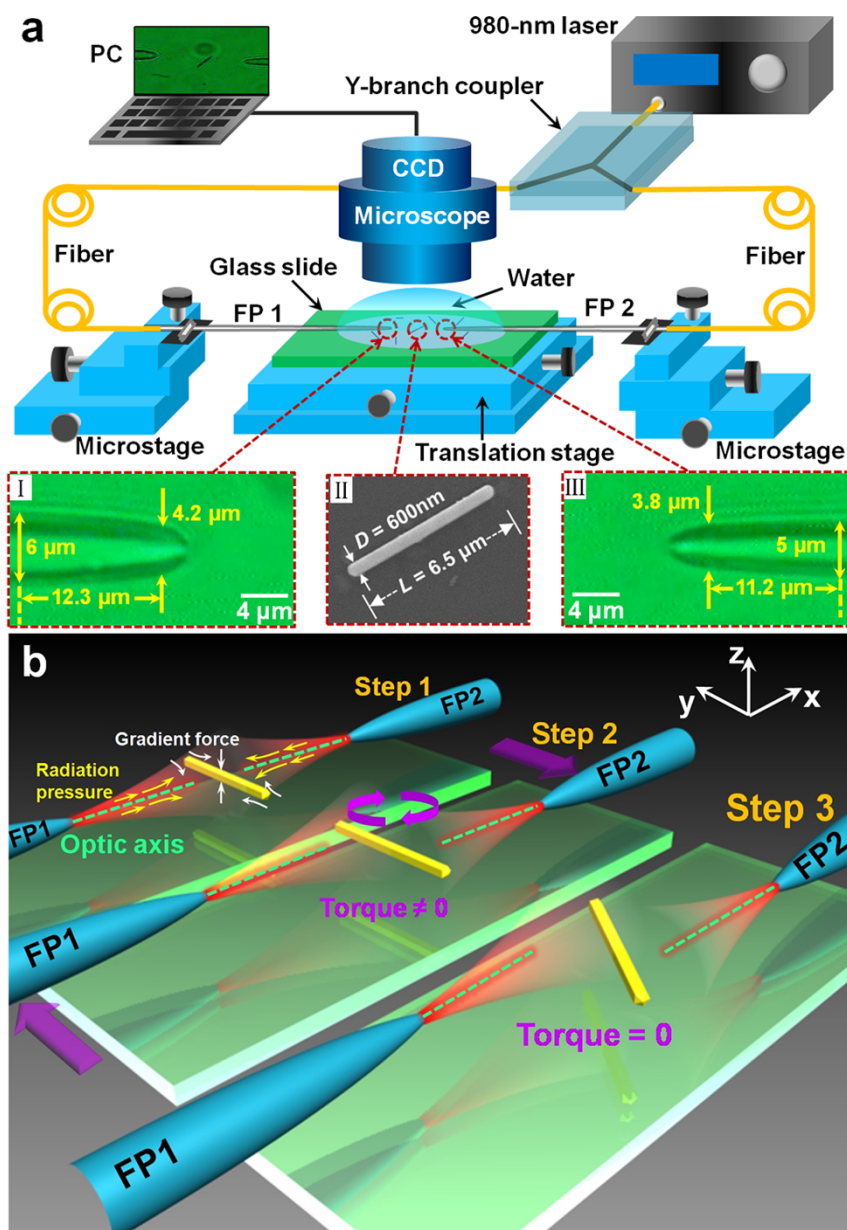 a
980-nm laser
PC
Y-branch coupler
CCD
Microscope
Fiber
Fiber
Glass slide
Water
FP 1
FP 2
Microstage
Translation stage
Microstage
I
4.2 µm
6 µm
12.3 µm
4 µm
II
D = 600nm
L = 6.5 µm
III
3.8 µm
5 µm
11.2 µm
4 µm
b
Step 1
FP2
z
y
x
Gradient force
Step 2
Radiation
pressure
FP2
FP1
Optic axis
Step 3
FP2
Torque ≠ 0
FP1
Torque = 0
FP1